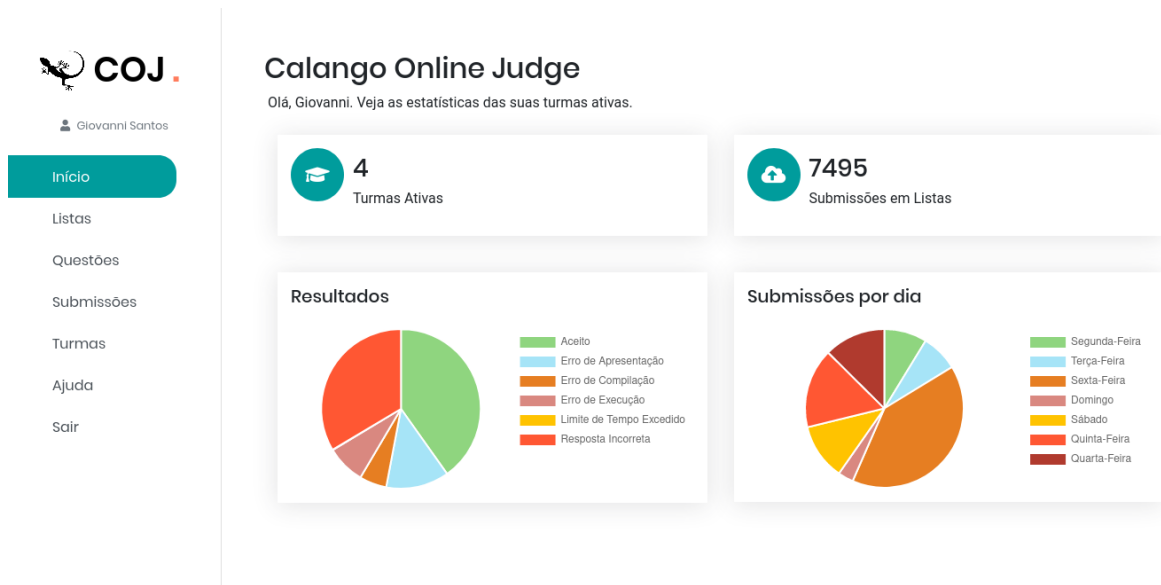 COJ .
Giovanni Santos
Início
Listas
Questões
Submissões
Turmas
Ajuda
Sair
Calango Online Judge
Olá, Giovanni. Veja as estatísticas das suas turmas ativas.
4
Turmas Ativas
7495
Submissões em Listas
Resultados
Aceito
Erro de Apresentação
Erro de Compilação
Erro de Execução
Limite de Tempo Excedido
Resposta Incorreta
Submissões por dia
Segunda-Feira
Terça-Feira
Sexta-Feira
Domingo
Sábado
Quinta-Feira
Quarta-Feira